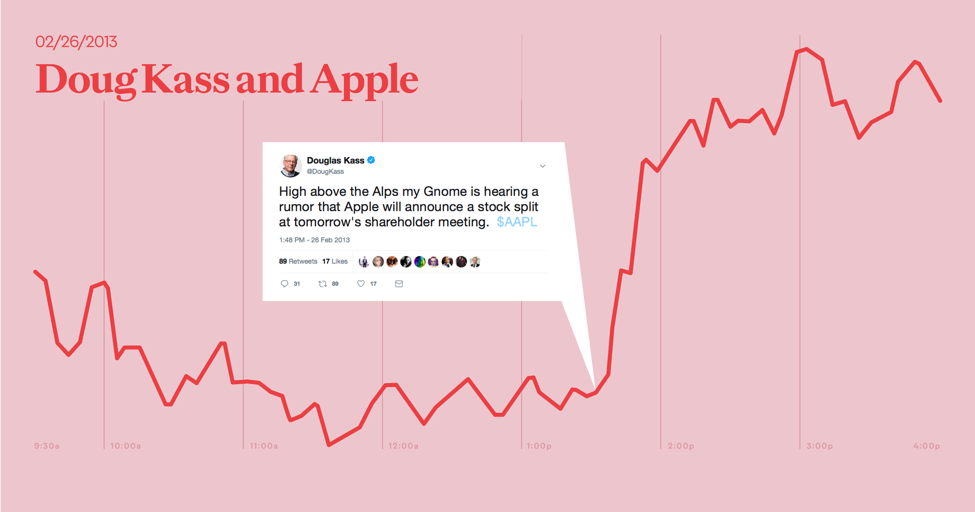 02/26/2013
Doug Kass and Apple
Douglas Kass
@DougKass
High above the Alps my Gnome is hearing a
rumor that Apple will announce a stock split
at tomorrow's shareholder meeting. $AAPL
1:48 PM - 26 Feb 2013
89 Retweets 17 Likes
31 89 17
9:30a 10:00a 11:00a 12:00a 1:00p 2:00p 3:00p 4:00p